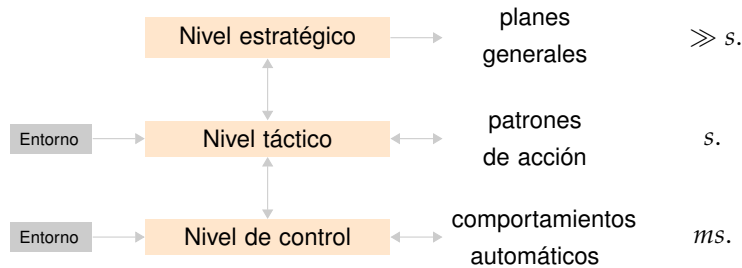 Nivel estratégico
planes
generales
≫ s.
Entorno
Nivel táctico
patrones
de acción
s.
Entorno
Nivel de control
comportamientos
automáticos
ms.